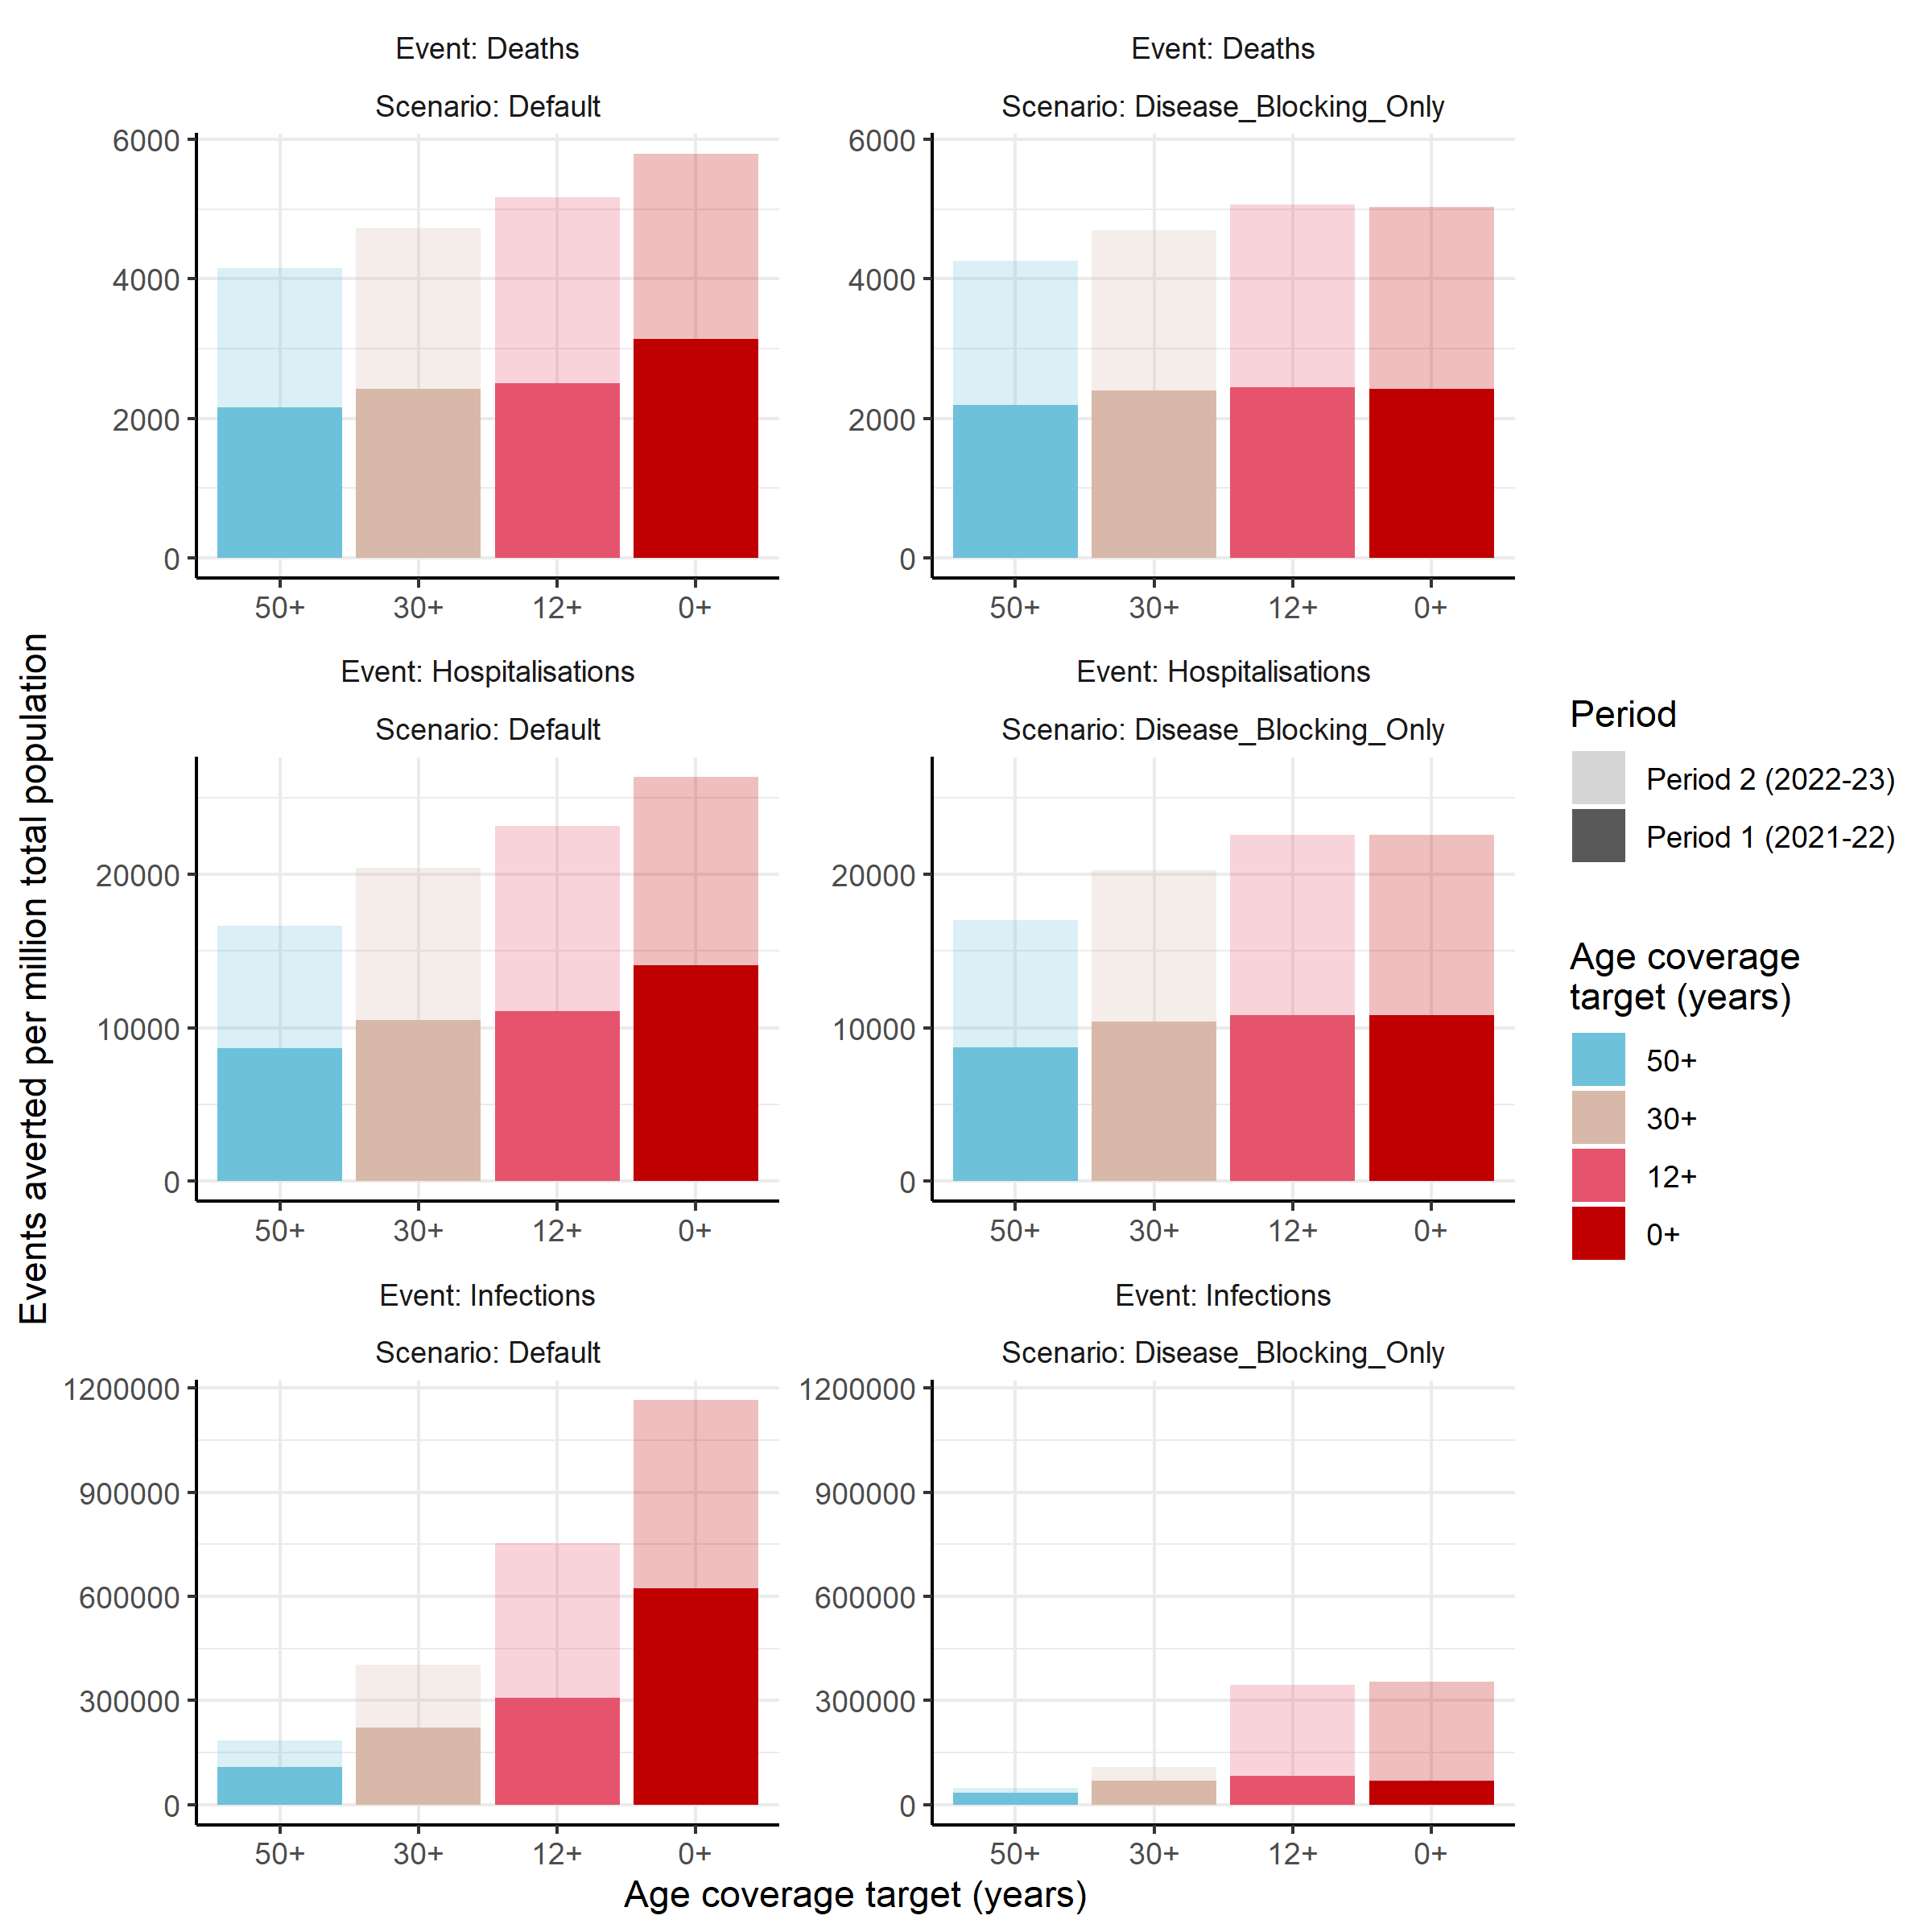 Event: Deaths
Scenario: Default
6000
4000
2000
0
50+ 30+ 12+ 0+
Event: Deaths
Scenario: Disease_Blocking_Only
6000
4000
2000
0
50+ 30+ 12+ 0+
Events averted per million total population
Event: Hospitalisations
Scenario: Default
20000
10000
0
50+ 30+ 12+ 0+
Event: Hospitalisations
Scenario: Disease_Blocking_Only
20000
10000
0
50+ 30+ 12+ 0+
Event: Infections
Scenario: Default
1200000
900000
600000
300000
0
50+ 30+ 12+ 0+
Event: Infections
Scenario: Disease_Blocking_Only
1200000
900000
600000
300000
0
50+ 30+ 12+ 0+
Age coverage target (years)
Period
Period 2 (2022-23)
Period 1 (2021-22)
Age coverage
target (years)
50+
30+
12+
0+